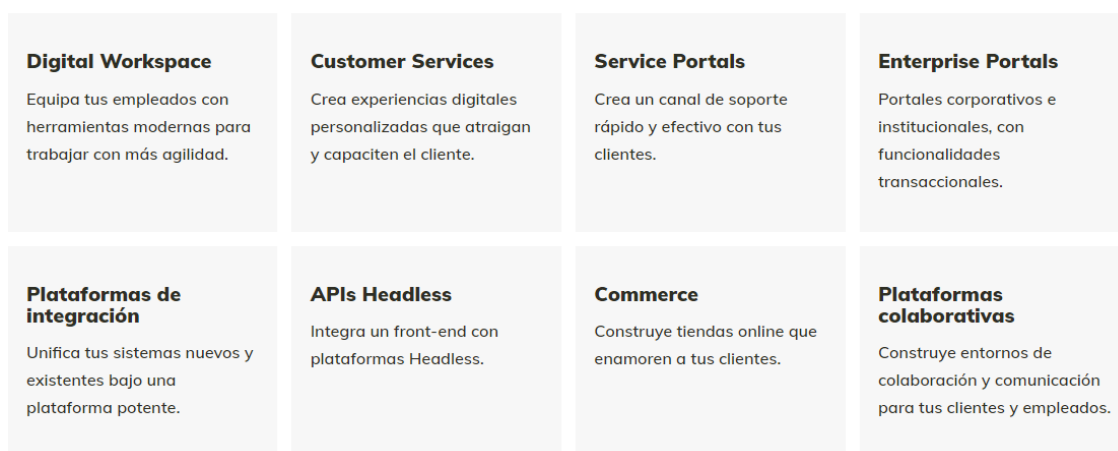 Digital Workspace
Equipa tus empleados con
herramientas modernas para
trabajar con más agilidad.
Customer Services
Crea experiencias digitales
personalizadas que atraigan
y capaciten el cliente.
Service Portals
Crea un canal de soporte
rápido y efectivo con tus
clientes.
Enterprise Portals
Portales corporativos e
institucionales, con
funcionalidades
transaccionales.
Plataformas de
integración
Unifica tus sistemas nuevos y
existentes bajo una
plataforma potente.
APIs Headless
Integra un front-end con
plataformas Headless.
Commerce
Construye tiendas online que
enamoren a tus clientes.
Plataformas
colaborativas
Construye entornos de
colaboración y comunicación
para tus clientes y empleados.